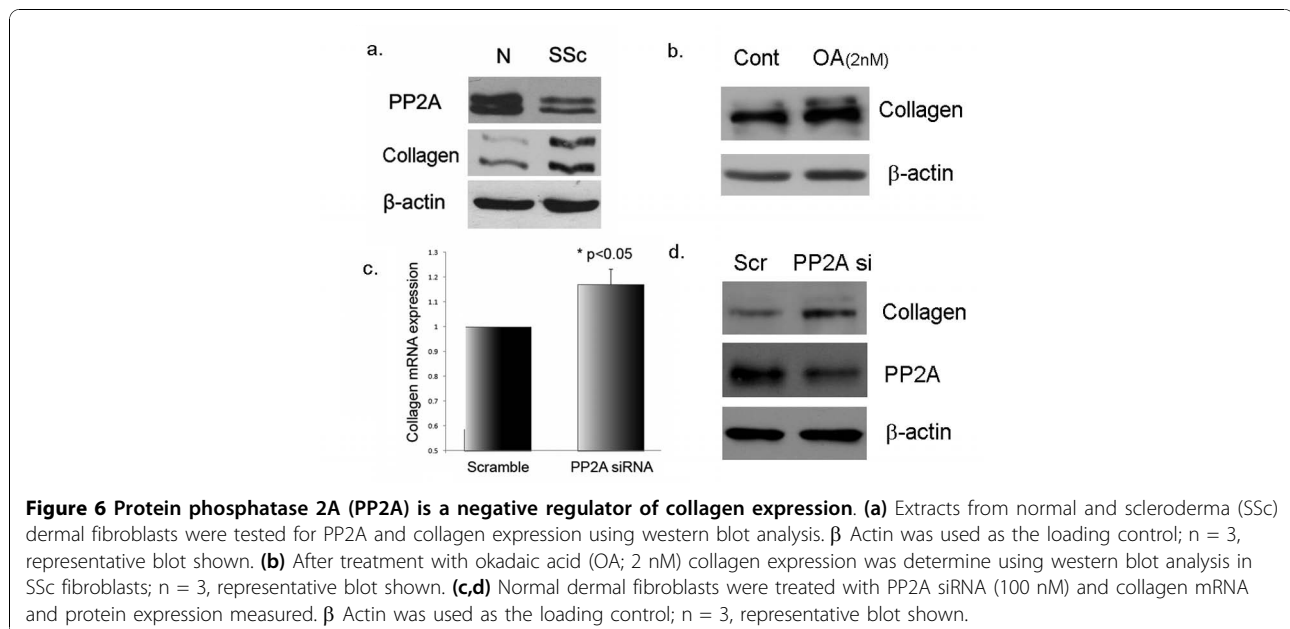 a.
N SSc
PP2A
Collagen
β-actin
b.
Cont OA(2nM)
Collagen
β-actin
c.
Collagen mRNA expression
1.3
1.2
1.1
1
0.9
0.8
0.7
0.6
0.5
* p<0.05
Scramble PP2A siRNA
d.
Scr PP2A si
Collagen
PP2A
β-actin
Figure 6 Protein phosphatase 2A (PP2A) is a negative regulator of collagen expression. (a) Extracts from normal and scleroderma (SSc)
dermal fibroblasts were tested for PP2A and collagen expression using western blot analysis. β Actin was used as the loading control; n = 3,
representative blot shown. (b) After treatment with okadaic acid (OA; 2 nM) collagen expression was determine using western blot analysis in
SSc fibroblasts; n = 3, representative blot shown. (c,d) Normal dermal fibroblasts were treated with PP2A siRNA (100 nM) and collagen mRNA
and protein expression measured. β Actin was used as the loading control; n = 3, representative blot shown.